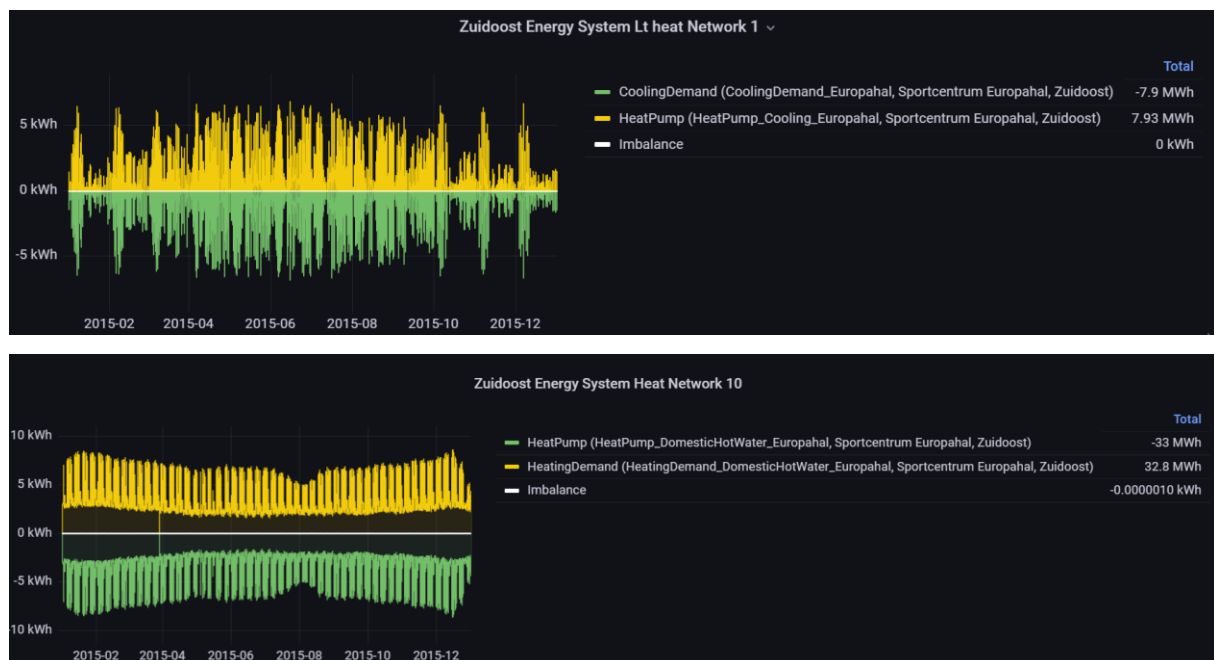 Zuidoost Energy System Lt heat Network 1
Total
CoolingDemand (CoolingDemand_Europahal, Sportcentrum Europahal, Zuidoost) -7.9 MWh
HeatPump (HeatPump_Cooling_Europahal, Sportcentrum Europahal, Zuidoost) 7.93 MWh
Imbalance 0 kWh
5 kWh
0 kWh
-5 kWh
2015-02 2015-04 2015-06 2015-08 2015-10 2015-12
Zuidoost Energy System Heat Network 10
Total
HeatPump (HeatPump_DomesticHotWater_Europahal, Sportcentrum Europahal, Zuidoost) -33 MWh
HeatingDemand (HeatingDemand_DomesticHotWater_Europahal, Sportcentrum Europahal, Zuidoost) 32.8 MWh
Imbalance -0.0000010 kWh
10 kWh
5 kWh
0 kWh
-5 kWh
-10 kWh
2015-02 2015-04 2015-06 2015-08 2015-10 2015-12